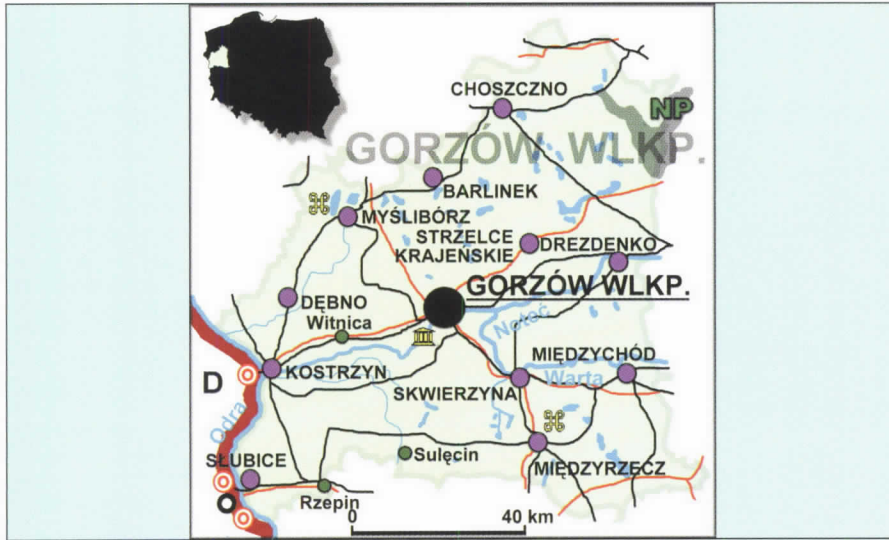 CHOSZCZNO
NP
GORZÓW WLKP.
BARLINEK
MYŚLIBÓRZ
STRZELCE
KRAJEŃSKIE
DREZDENKO
GORZÓW WLKP.
DĘBNO
Witnica
Noteć
MIĘDZYCHÓD
D
KOSTRZYN
Warta
SKWIERZYNA
Odra
SŁUBICE
Sulęcin
MIĘDZYRZECZ
Rzepin
0 40 km